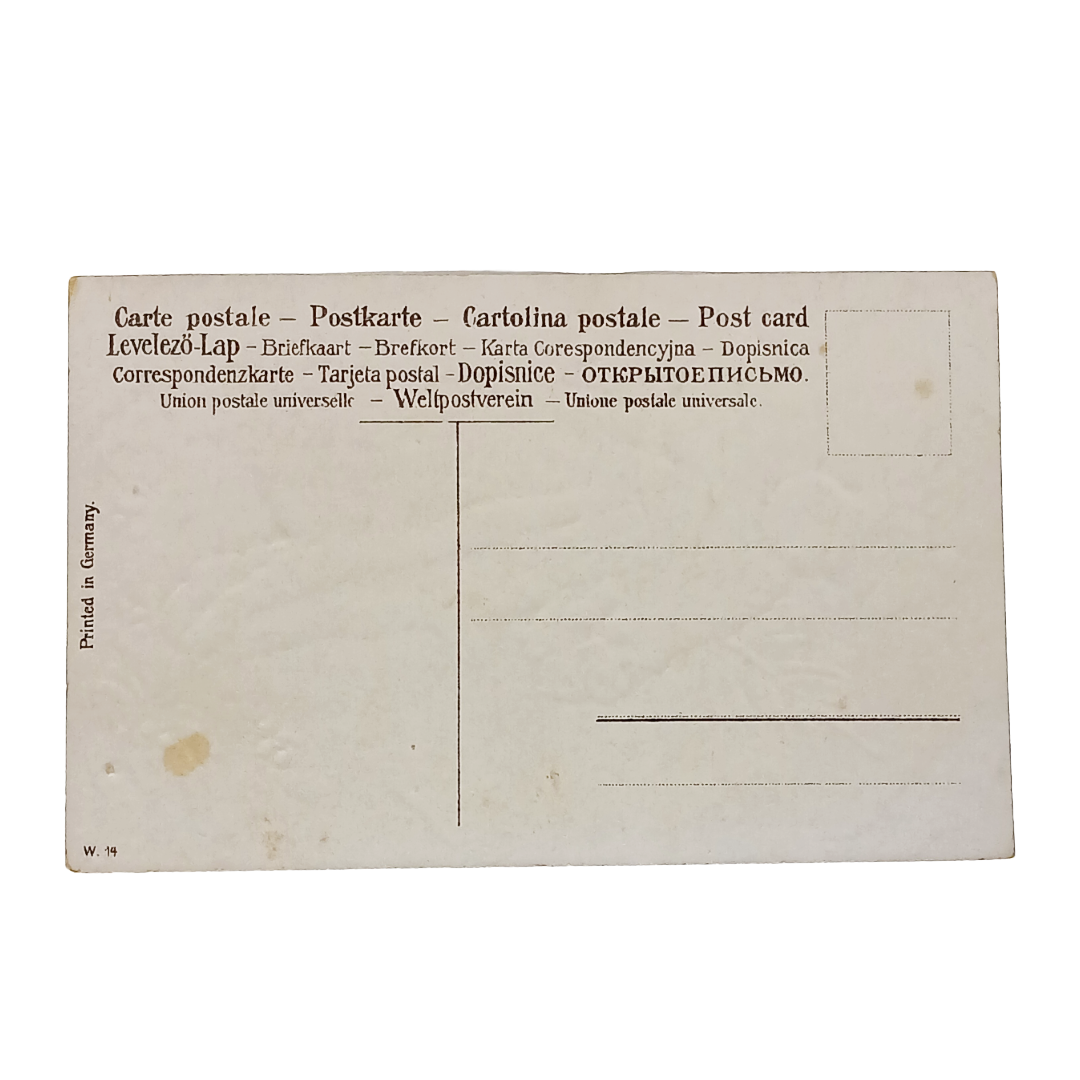 Carte postale – Postkarte – Cartolina postale – Post card
Levelezö-Lap – Briefkaart – Brefkort – Karta Corespondencyjna – Dopisnica
Correspondenzkarte – Tarjeta postal – Dopisnice – ОТКРЫТОЕ ПИСЬМО.
Union postale universelle – Weltpostverein – Unione postale universale.
Printed in Germany.
W. 14